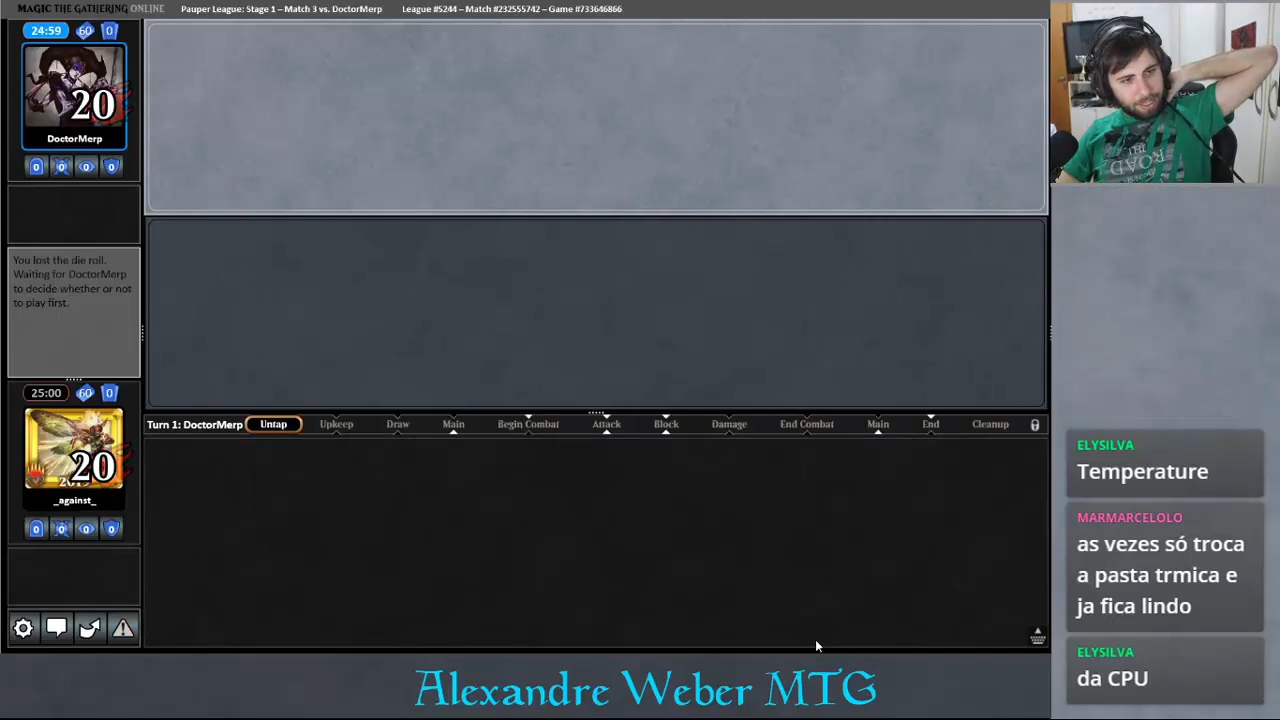 MAGIC THE GATHERING ONLINE
Pauper League: Stage 1 – Match 3 vs. DoctorMerp
League #5244 – Match #232555742 – Game #733646866
24:59
60
0
20
DoctorMerp
0
0
0
0
You lost the die roll.
Waiting for DoctorMerp
to decide whether or not
to play first.
25:00
60
0
20
_against_
0
0
0
0
Turn 1: DoctorMerp
Untap
Upkeep
Draw
Main
Begin Combat
Attack
Block
Damage
End Combat
Main
End
Cleanup
ELYSILVA
Temperature
MARMARCELOLO
as vezes só troca
a pasta trmica e
ja fica lindo
ELYSILVA
da CPU
Alexandre Weber MTG